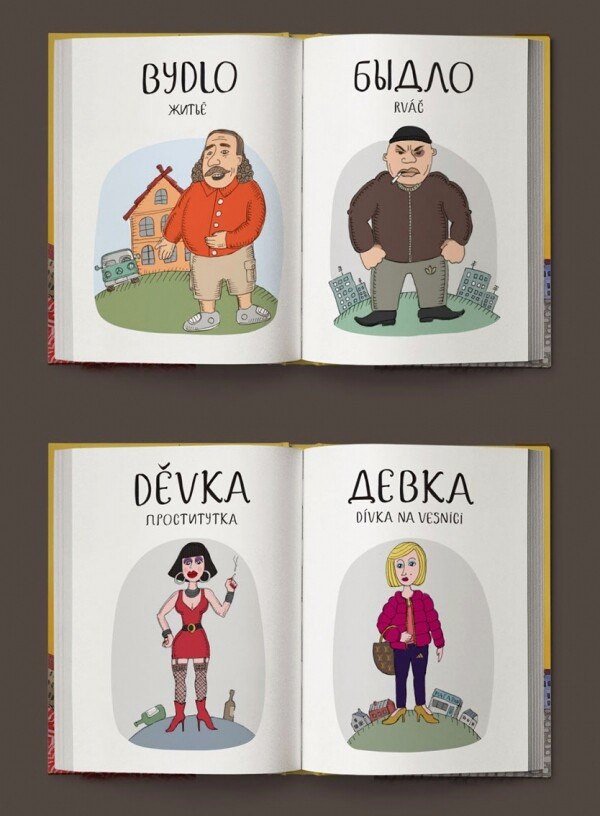 BYDLO
ЖИТЬЁ
БЫДЛО
RVÁČ
DĚVKA
ПРОСТИТУТКА
ДЕВКА
DÍVKA NA VESNICI